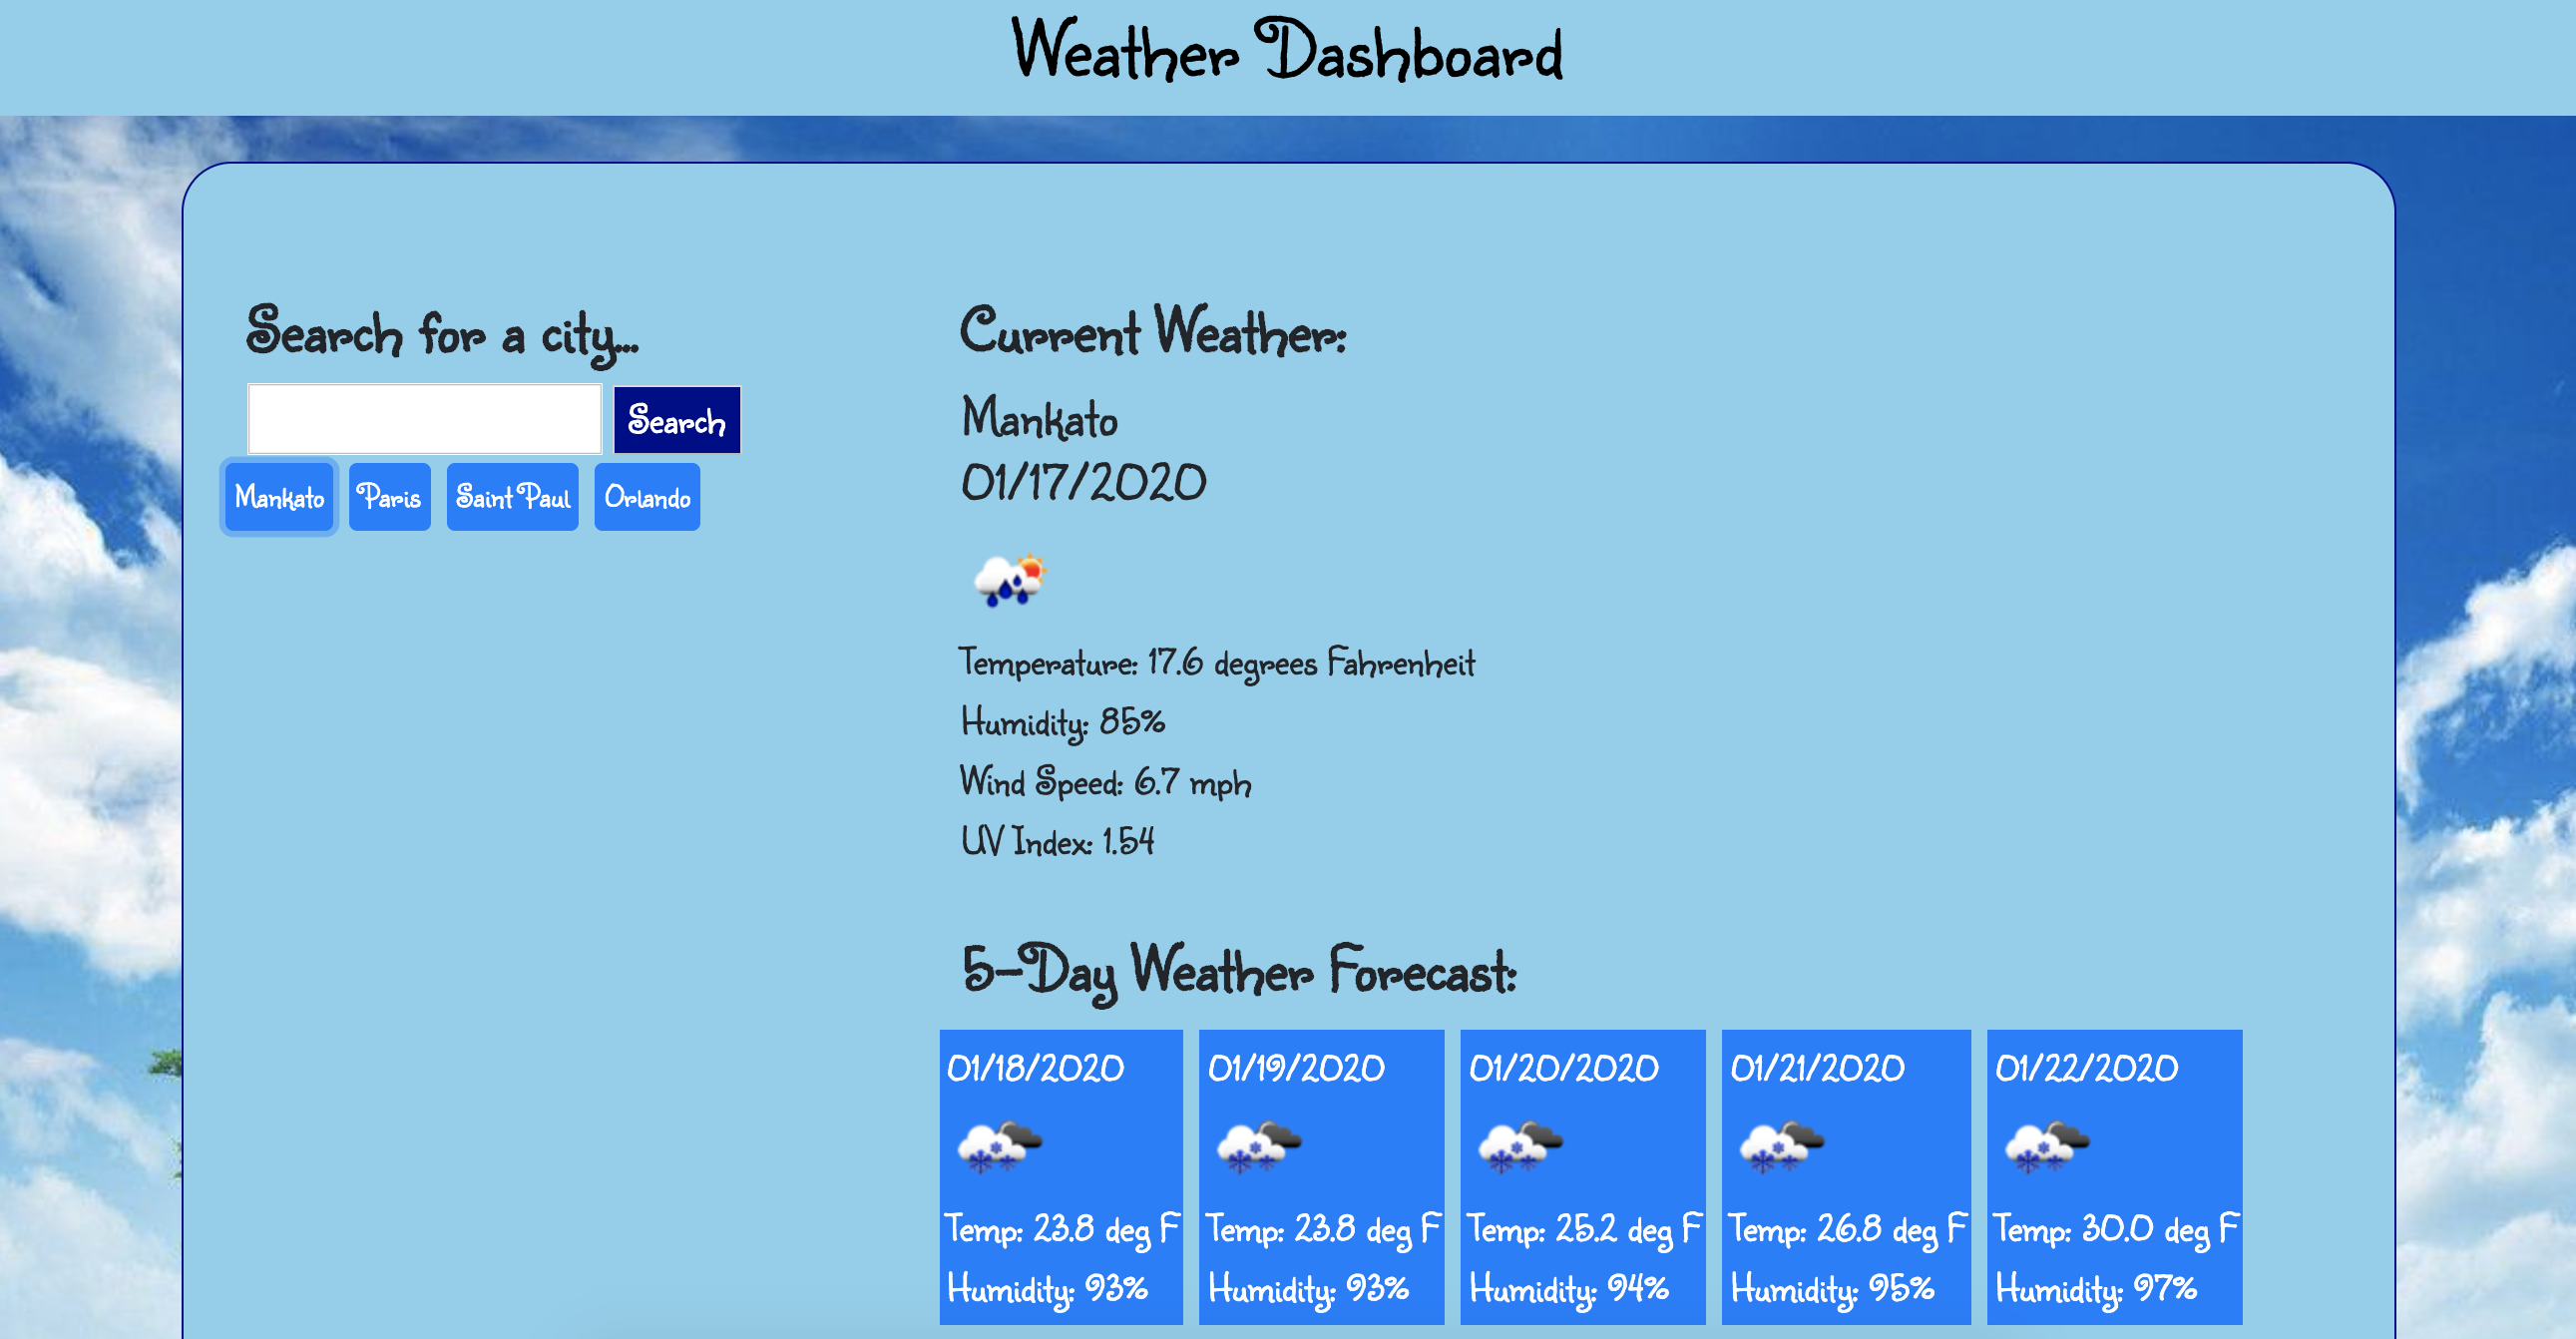 Weather Dashboard
Search for a city...
Search
Mankato
Paris
Saint Paul
Orlando
Current Weather:
Mankato
01/17/2020
Temperature: 17.6 degrees Fahrenheit
Humidity: 85%
Wind Speed: 6.7 mph
UV Index: 1.54
5-Day Weather Forecast:
01/18/2020
Temp: 23.8 deg F
Humidity: 93%
01/19/2020
Temp: 23.8 deg F
Humidity: 93%
01/20/2020
Temp: 25.2 deg F
Humidity: 94%
01/21/2020
Temp: 26.8 deg F
Humidity: 95%
01/22/2020
Temp: 30.0 deg F
Humidity: 97%